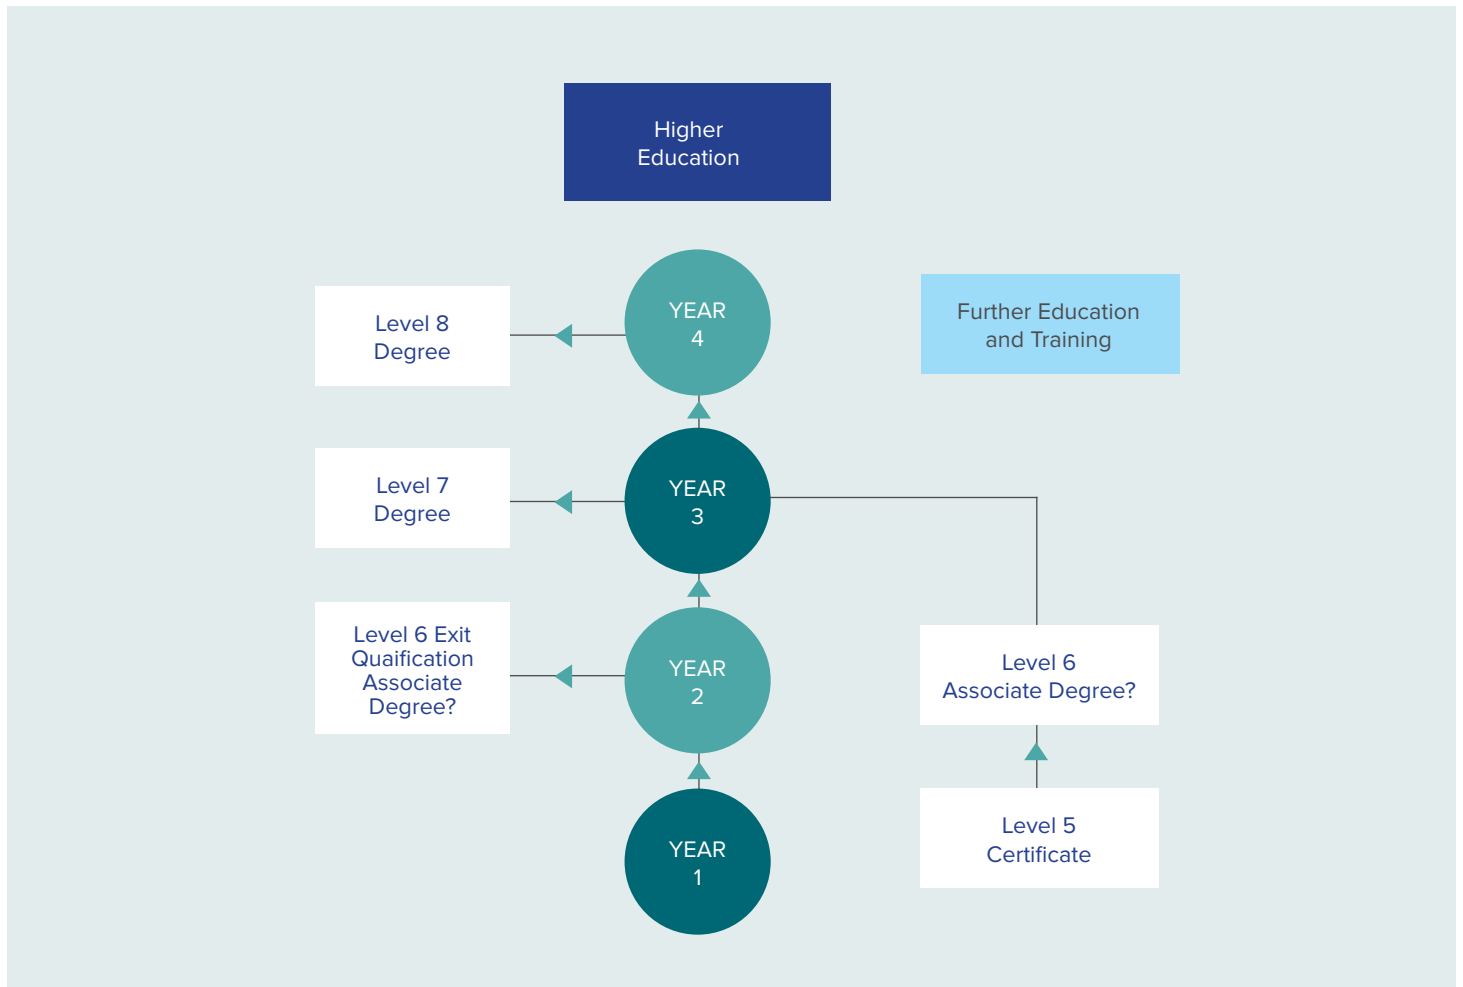 Higher
Education
YEAR
4
Level 8
Degree
Further Education
and Training
Level 7
Degree
YEAR
3
Level 6 Exit
Quaification
Associate
Degree?
YEAR
2
Level 6
Associate Degree?
YEAR
1
Level 5
Certificate